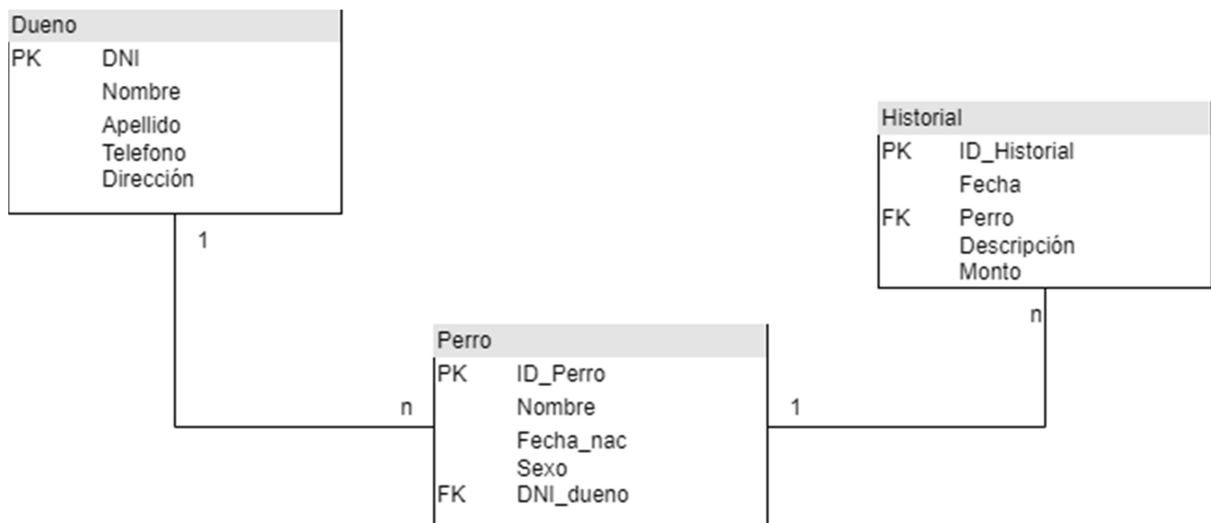 Dueno
PK DNI
Nombre
Apellido
Telefono
Dirección
1
Historial
PK ID_Historial
Fecha
FK Perro
Descripción
Monto
n
Perro
PK ID_Perro
Nombre
Fecha_nac
Sexo
FK DNI_dueno
n
1